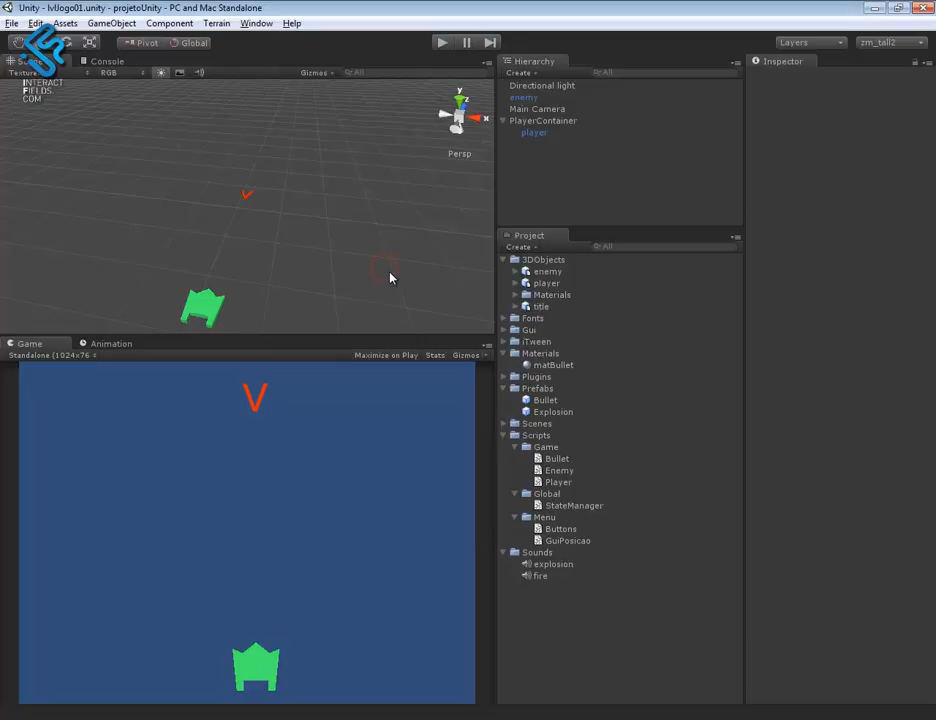 Unity - lvlJogo01.unity - projetoUnity - PC and Mac Standalone
File Edit Assets GameObject Component Terrain Window Help
Pivot Global Layers zm_tall2
Console
RGB Gizmos All
INTERACT
FIELDS.
COM
y
z
x
Persp
Game Animation
Standalone (1024x76 Maximize on Play Stats Gizmos
V
Hierarchy
Create All
Directional light
enemy
Main Camera
PlayerContainer
player
Project
Create All
3DObjects
enemy
player
Materials
title
Fonts
Gui
iTween
Materials
matBullet
Plugins
Prefabs
Bullet
Explosion
Scenes
Scripts
Game
Bullet
Enemy
Player
Global
StateManager
Menu
Buttons
GuiPosicao
Sounds
explosion
fire
Inspector